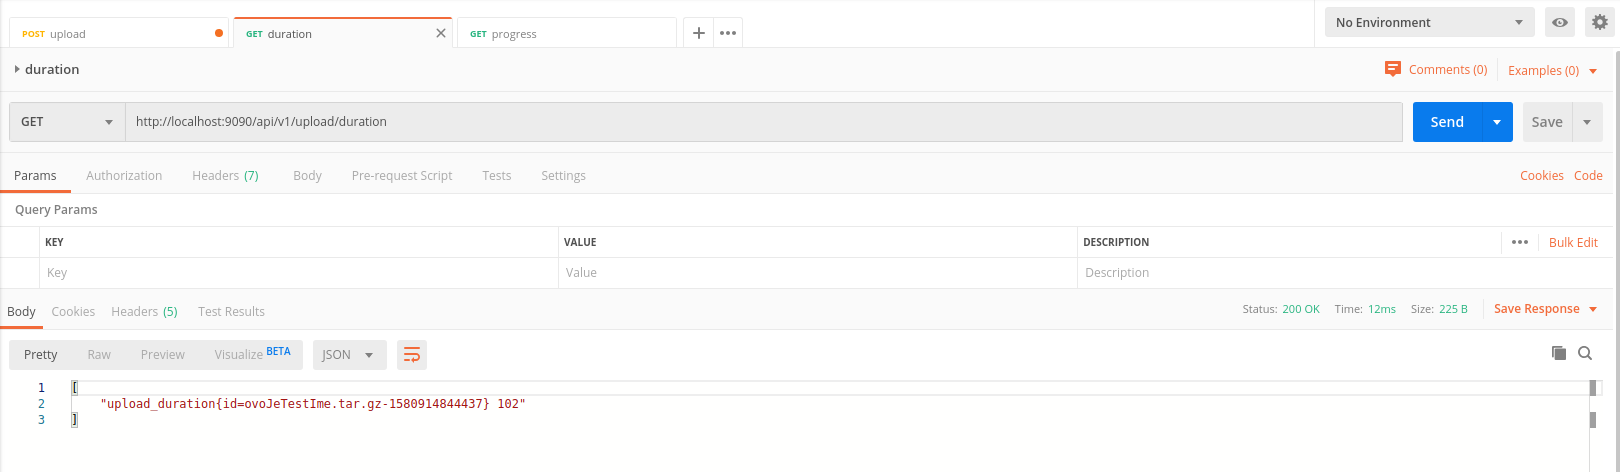 POST upload GET duration GET progress No Environment
duration Comments (0) Examples (0)
GET http://localhost:9090/api/v1/upload/duration Send Save
Params Authorization Headers (7) Body Pre-request Script Tests Settings Cookies Code
Query Params
KEY VALUE DESCRIPTION Bulk Edit
Key Value Description
Body Cookies Headers (5) Test Results Status: 200 OK Time: 12ms Size: 225 B Save Response
Pretty Raw Preview Visualize BETA JSON
1 [
2 "upload_duration{id=ovoJeTestIme.tar.gz-1580914844437} 102"
3 ]